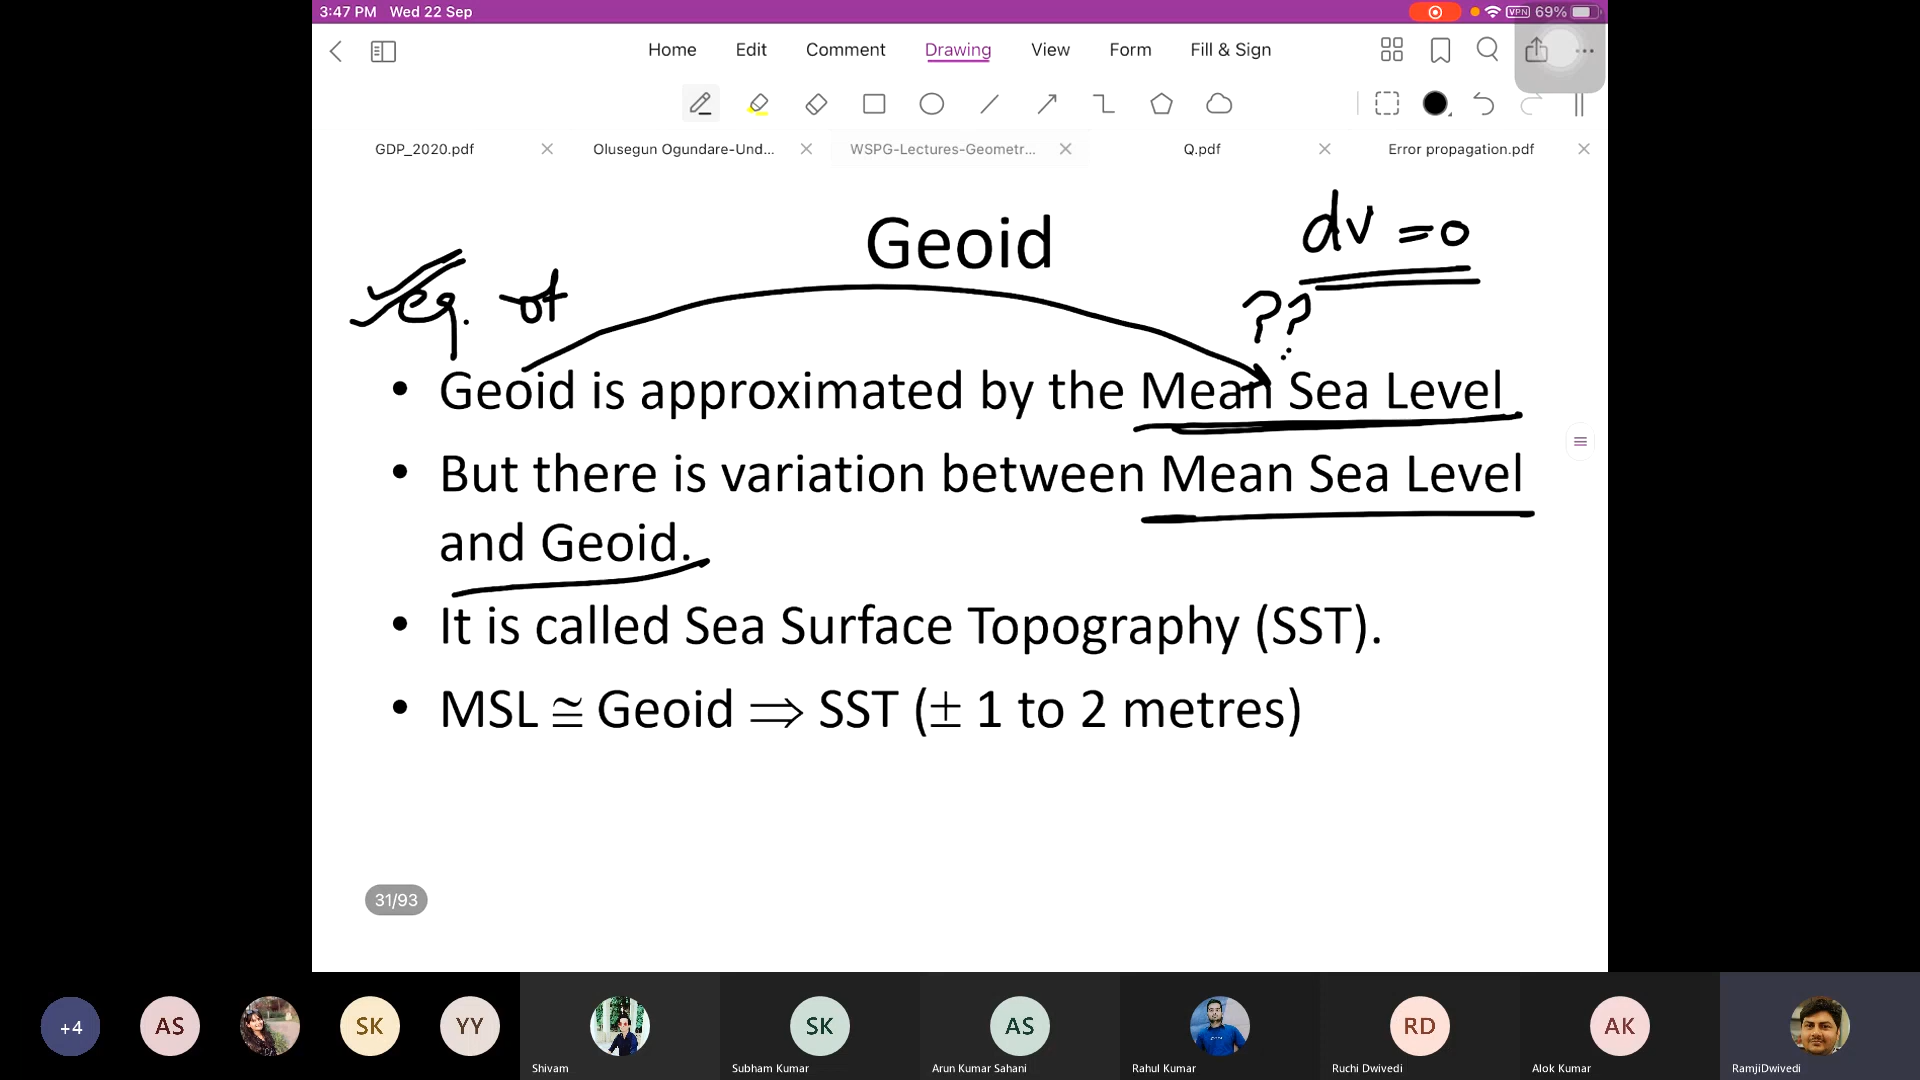 3:47 PM Wed 22 Sep
VPN 69%
Home Edit Comment Drawing View Form Fill & Sign
GDP_2020.pdf Olusegun Ogundare-Und... WSPG-Lectures-Geometr... Q.pdf Error propagation.pdf
Geoid
dv = 0
eq. of
??
• Geoid is approximated by the Mean Sea Level
• But there is variation between Mean Sea Level
and Geoid.
• It is called Sea Surface Topography (SST).
• MSL ≅ Geoid ⇒ SST (± 1 to 2 metres)
31/93
+4 AS SK YY SK AS RD AK
Shivam Subham Kumar Arun Kumar Sahani Rahul Kumar Ruchi Dwivedi Alok Kumar RamjiDwivedi